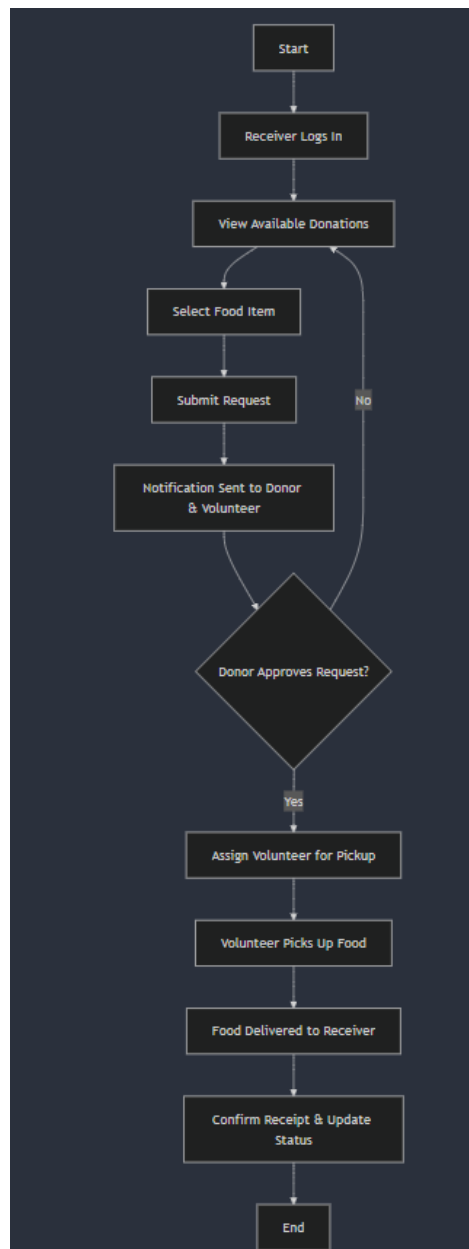 Start
Receiver Logs In
View Available Donations
Select Food Item
Submit Request
No
Notification Sent to Donor
& Volunteer
Donor Approves Request?
Yes
Assign Volunteer for Pickup
Volunteer Picks Up Food
Food Delivered to Receiver
Confirm Receipt & Update
Status
End